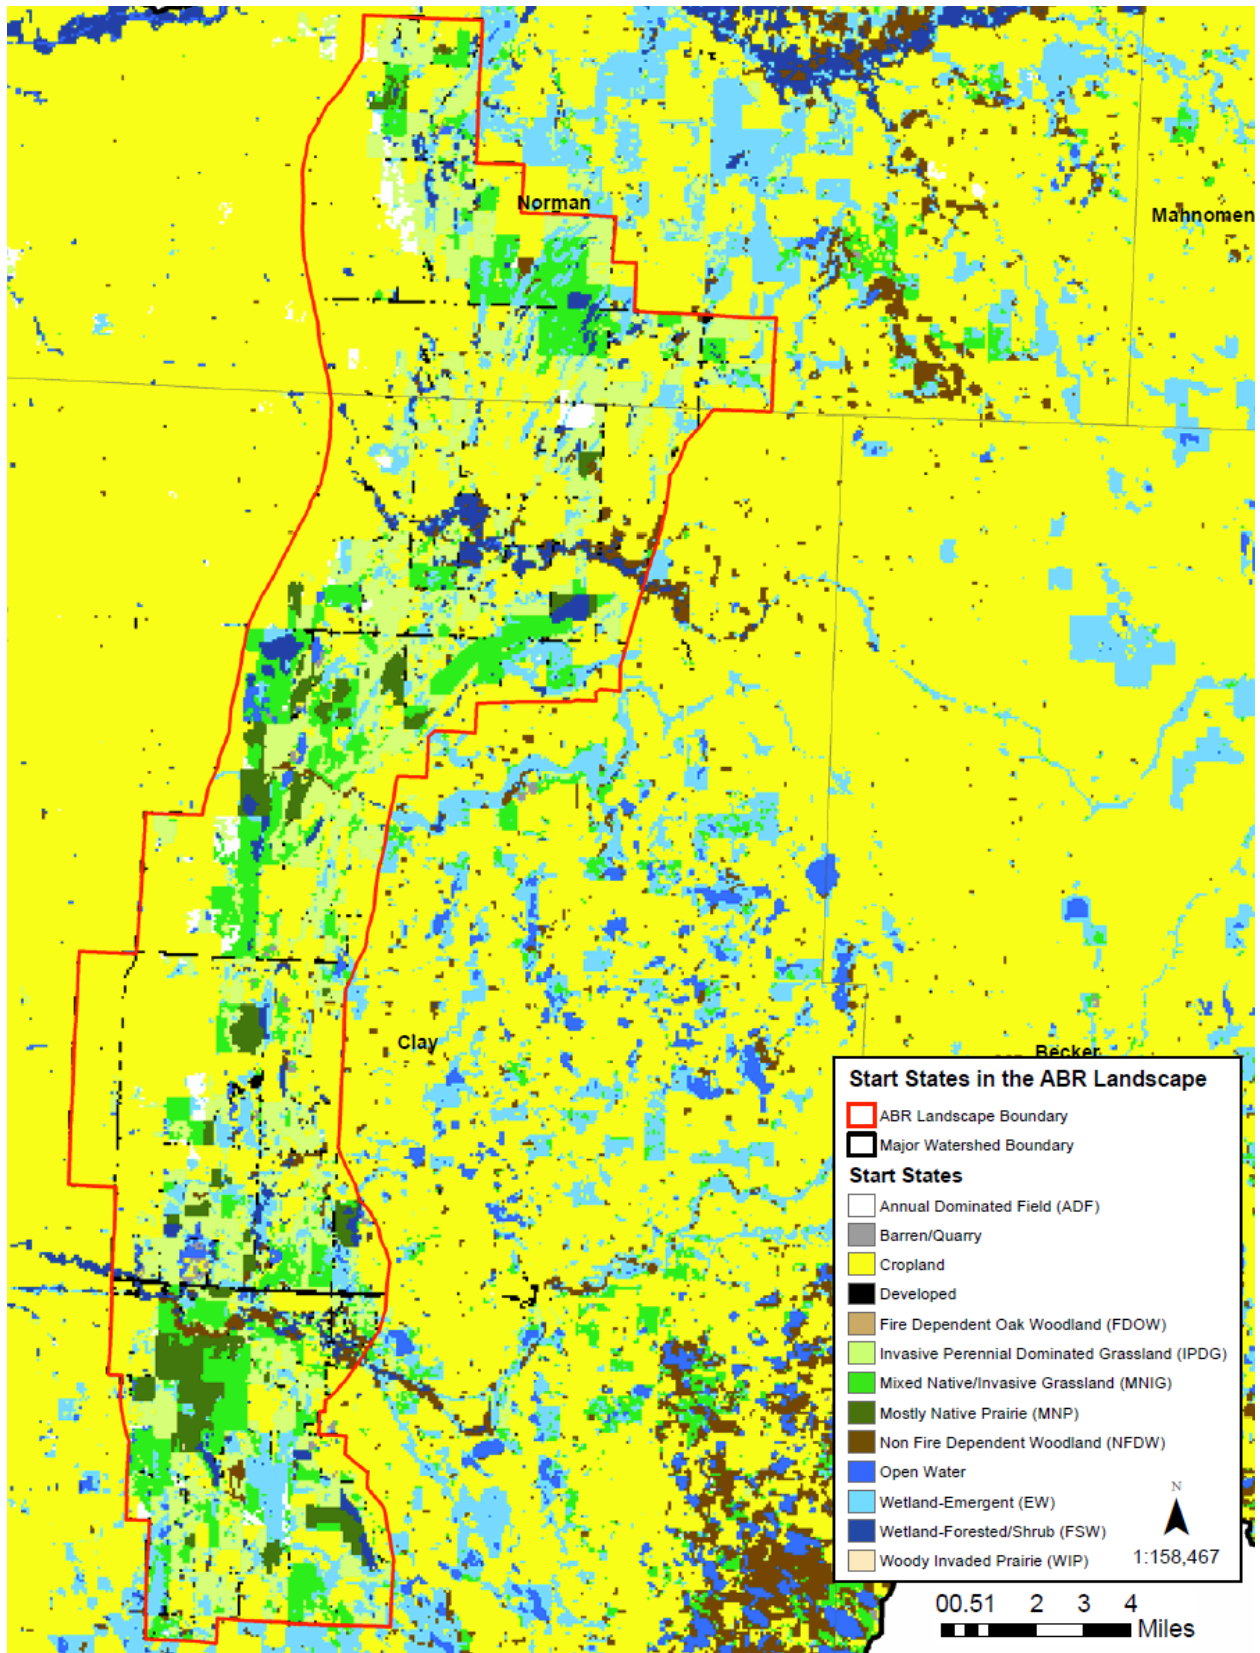 Norman
Mahnomen
Clay
Becker
Start States in the ABR Landscape
ABR Landscape Boundary
Major Watershed Boundary
Start States
Annual Dominated Field (ADF)
Barren/Quarry
Cropland
Developed
Fire Dependent Oak Woodland (FDOW)
Invasive Perennial Dominated Grassland (IPDG)
Mixed Native/Invasive Grassland (MNIG)
Mostly Native Prairie (MNP)
Non Fire Dependent Woodland (NFDW)
Open Water
Wetland-Emergent (EW)
N
Wetland-Forested/Shrub (FSW)
Woody Invaded Prairie (WIP)
1:158,467
00.51 2 3 4
Miles